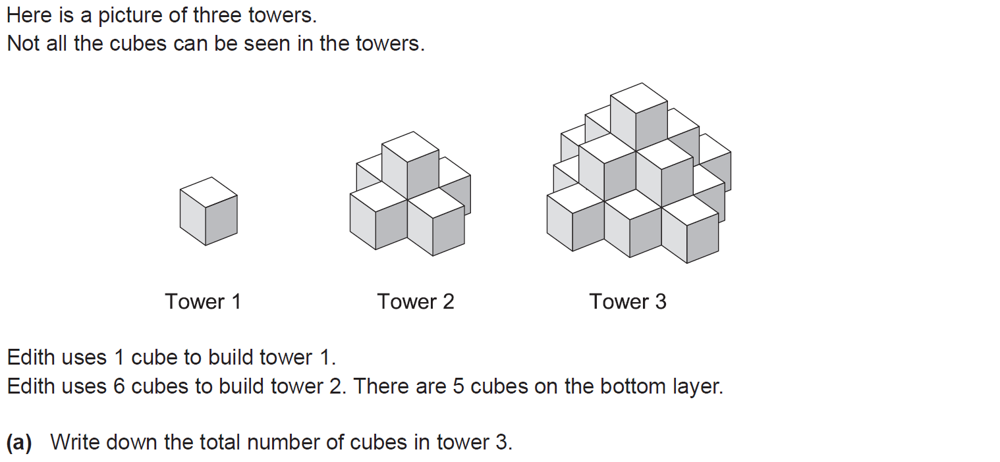 Here is a picture of three towers.
Not all the cubes can be seen in the towers.
Tower 1 Tower 2 Tower 3
Edith uses 1 cube to build tower 1.
Edith uses 6 cubes to build tower 2. There are 5 cubes on the bottom layer.
(a) Write down the total number of cubes in tower 3.